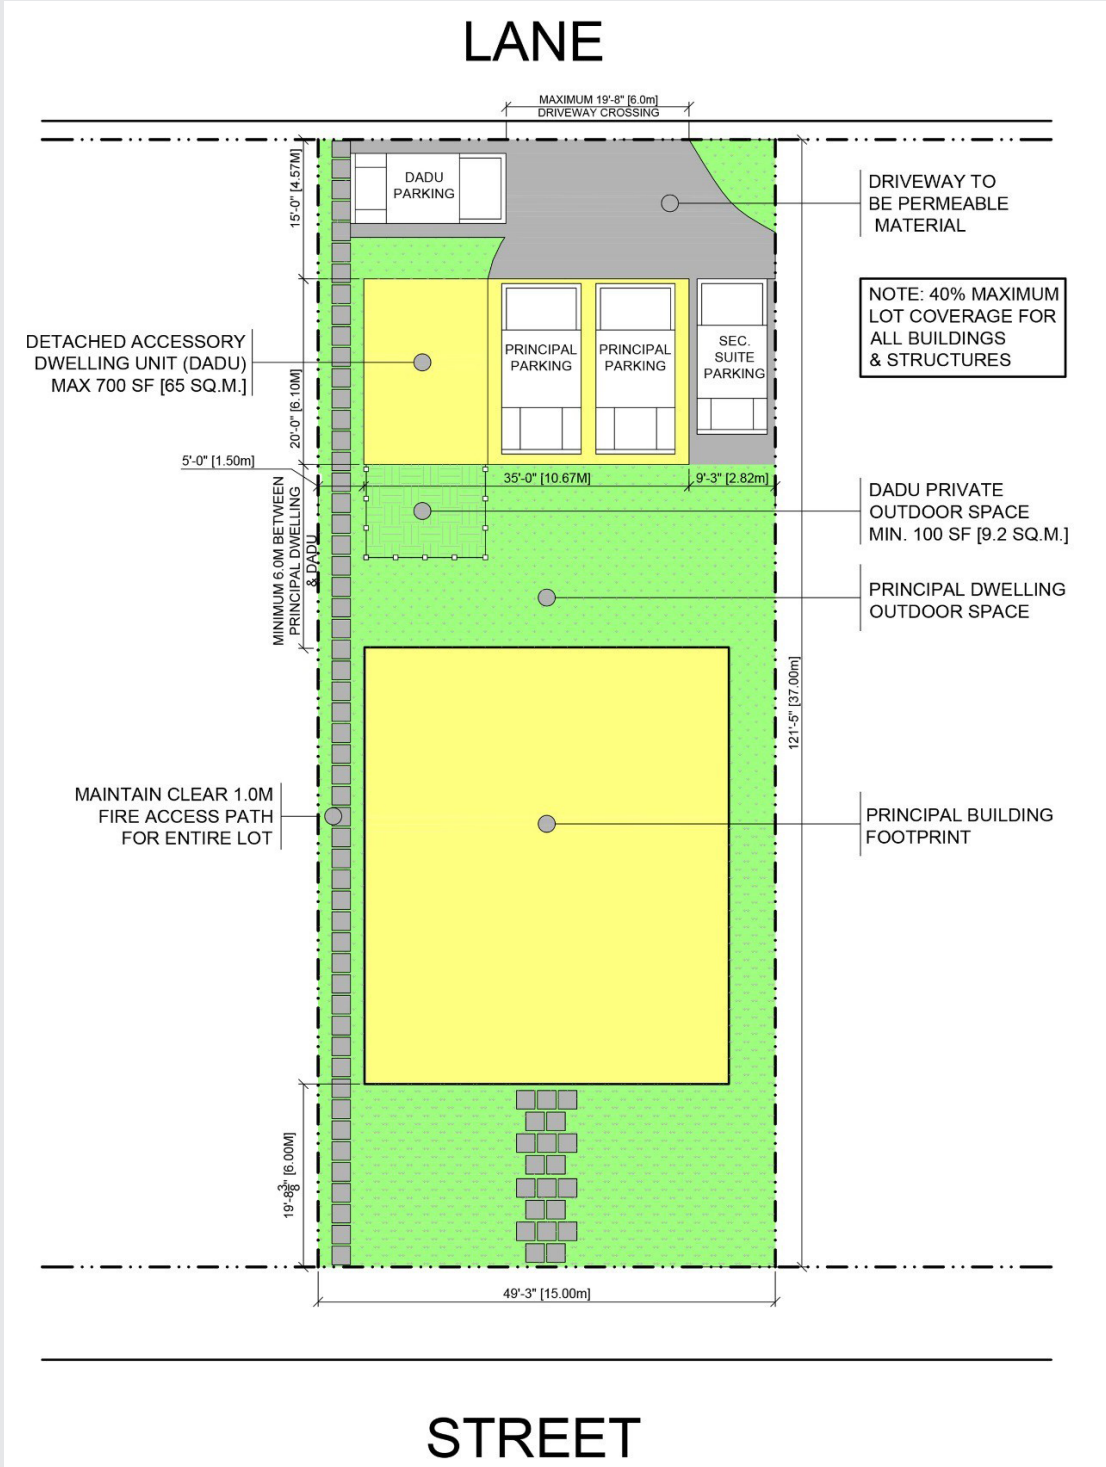 LANE
MAXIMUM 19'-8" [6.0m]
DRIVEWAY CROSSING
15'-0" [4.57M]
DADU
PARKING
DRIVEWAY TO
BE PERMEABLE
MATERIAL
NOTE: 40% MAXIMUM
LOT COVERAGE FOR
ALL BUILDINGS
& STRUCTURES
DETACHED ACCESSORY
DWELLING UNIT (DADU)
MAX 700 SF [65 SQ.M.]
20'-0" [6.10M]
PRINCIPAL
PARKING
PRINCIPAL
PARKING
SEC.
SUITE
PARKING
5'-0" [1.50m]
35'-0" [10.67M]
9'-3" [2.82m]
MINIMUM 6.0M BETWEEN
PRINCIPAL DWELLING
& DADU
DADU PRIVATE
OUTDOOR SPACE
MIN. 100 SF [9.2 SQ.M.]
PRINCIPAL DWELLING
OUTDOOR SPACE
121'-5" [37.00m]
MAINTAIN CLEAR 1.0M
FIRE ACCESS PATH
FOR ENTIRE LOT
PRINCIPAL BUILDING
FOOTPRINT
19'-8 3/8" [6.00M]
49'-3" [15.00m]
STREET